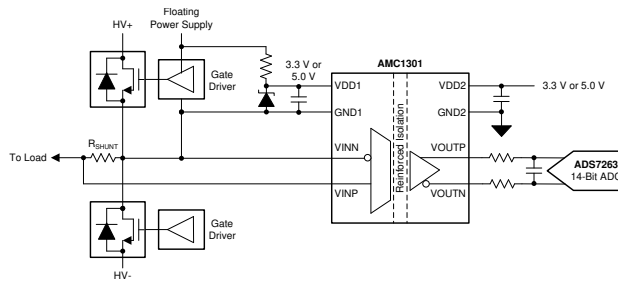 Floating
Power Supply
HV+
Gate
Driver
3.3 V or
5.0 V
AMC1301
VDD1
VDD2
3.3 V or 5.0 V
GND1
GND2
RSHUNT
To Load
VINN
VINP
Reinforced Isolation
VOUTP
VOUTN
ADS7263
14-Bit ADC
Gate
Driver
HV-